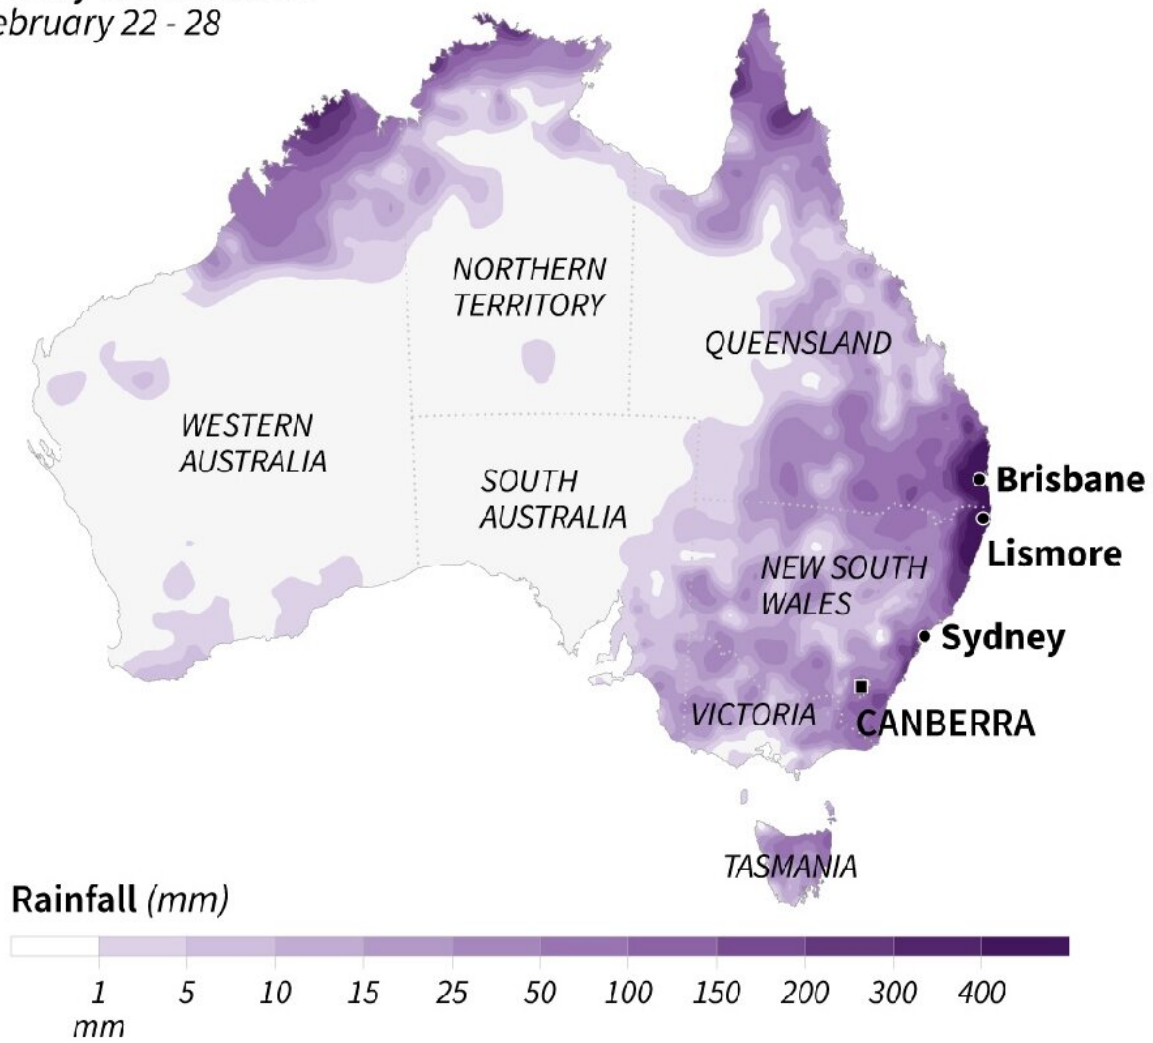 ebruary 22 - 28
NORTHERN
TERRITORY
QUEENSLAND
WESTERN
AUSTRALIA
SOUTH
AUSTRALIA
Brisbane
Lismore
NEW SOUTH
WALES
Sydney
VICTORIA
CANBERRA
TASMANIA
Rainfall (mm)
1 5 10 15 25 50 100 150 200 300 400
mm